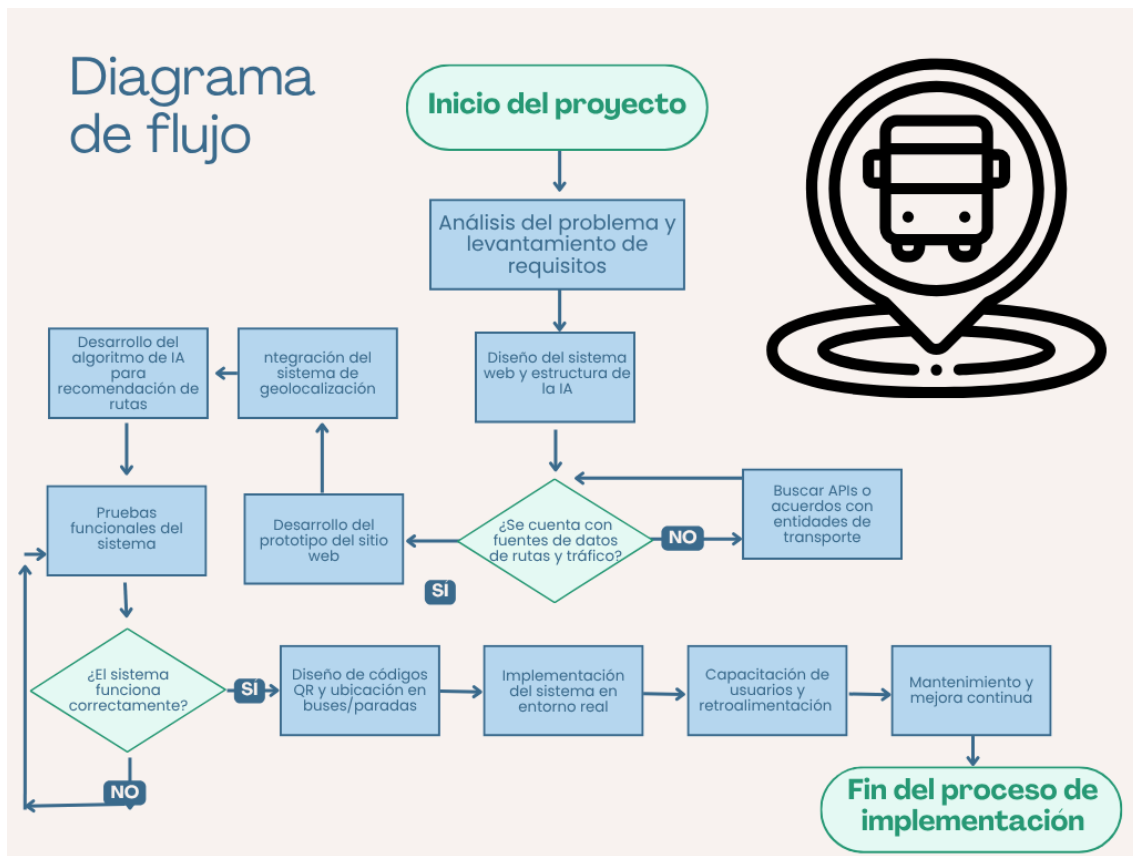 Diagrama
de flujo
Inicio del proyecto
Análisis del problema y
levantamiento de
requisitos
Diseño del sistema
web y estructura de
la IA
¿Se cuenta con
fuentes de datos
de rutas y tráfico?
NO
Buscar APIs o
acuerdos con
entidades de
transporte
SÍ
Desarrollo del
prototipo del sitio
web
ntegración del
sistema de
geolocalización
Desarrollo del
algoritmo de IA
para
recomendación de
rutas
Pruebas
funcionales del
sistema
¿El sistema
funciona
correctamente?
NO
SÍ
Diseño de códigos
QR y ubicación en
buses/paradas
Implementación
del sistema en
entorno real
Capacitación de
usuarios y
retroalimentación
Mantenimiento y
mejora continua
Fin del proceso de
implementación